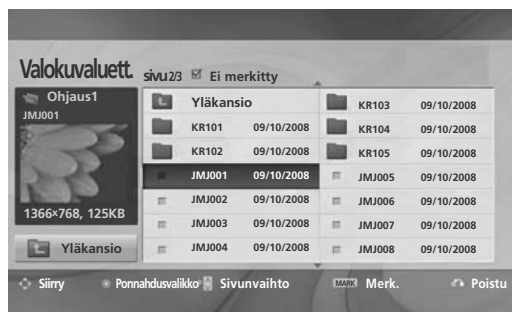 Valokuvaluett. sivu 2/3 Ei merkitty
Ohjaus1
JMJ001
1366×768, 125KB
Yläkansio
Yläkansio
KR101 09/10/2008
KR102 09/10/2008
JMJ001 09/10/2008
JMJ002 09/10/2008
JMJ003 09/10/2008
JMJ004 09/10/2008
KR103 09/10/2008
KR104 09/10/2008
KR105 09/10/2008
JMJ005 09/10/2008
JMJ006 09/10/2008
JMJ007 09/10/2008
JMJ008 09/10/2008
Siirry Ponnahdusvalikko Sivunvaihto MARK Merk. Poistu